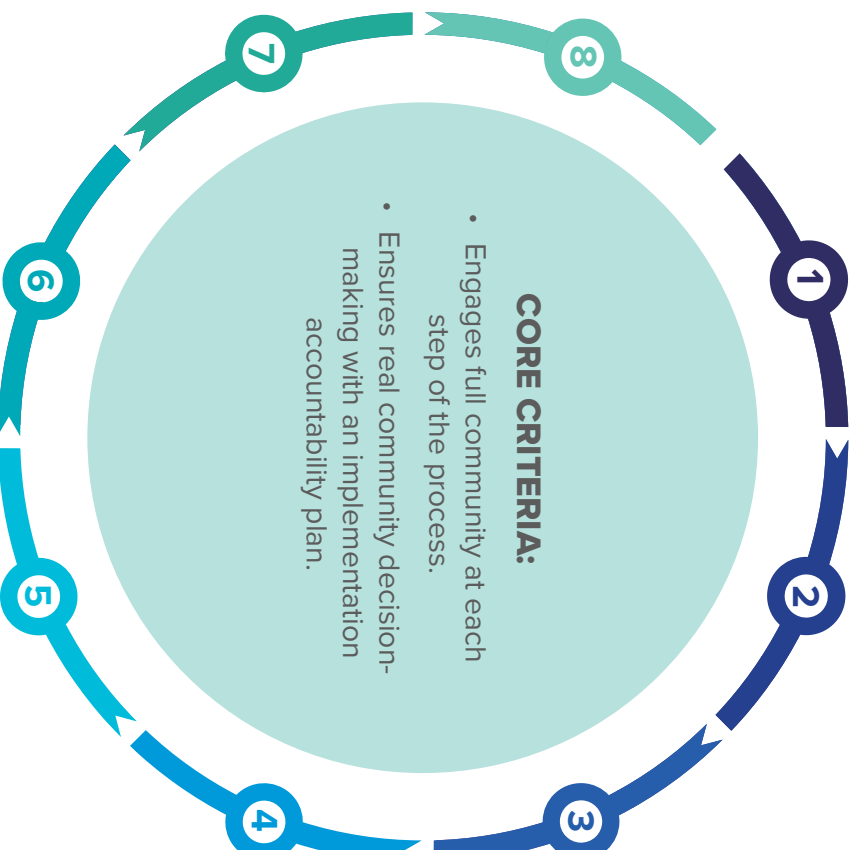 CORE CRITERIA:
• Engages full community at each
step of the process.
• Ensures real community decision-
making with an implementation
accountability plan.
1
2
3
4
5
6
7
8